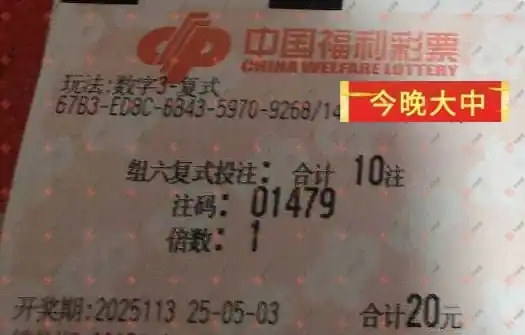 中国福利彩票
CHINA WELFARE LOTTERY
玩法:数字3-复式
67B3-ED8C-6B43-5970-9268/14
今晚大中
组六复式投注: 合计 10注
注码: 01479
倍数: 1
开奖期:2025113 25-05-03 合计20元